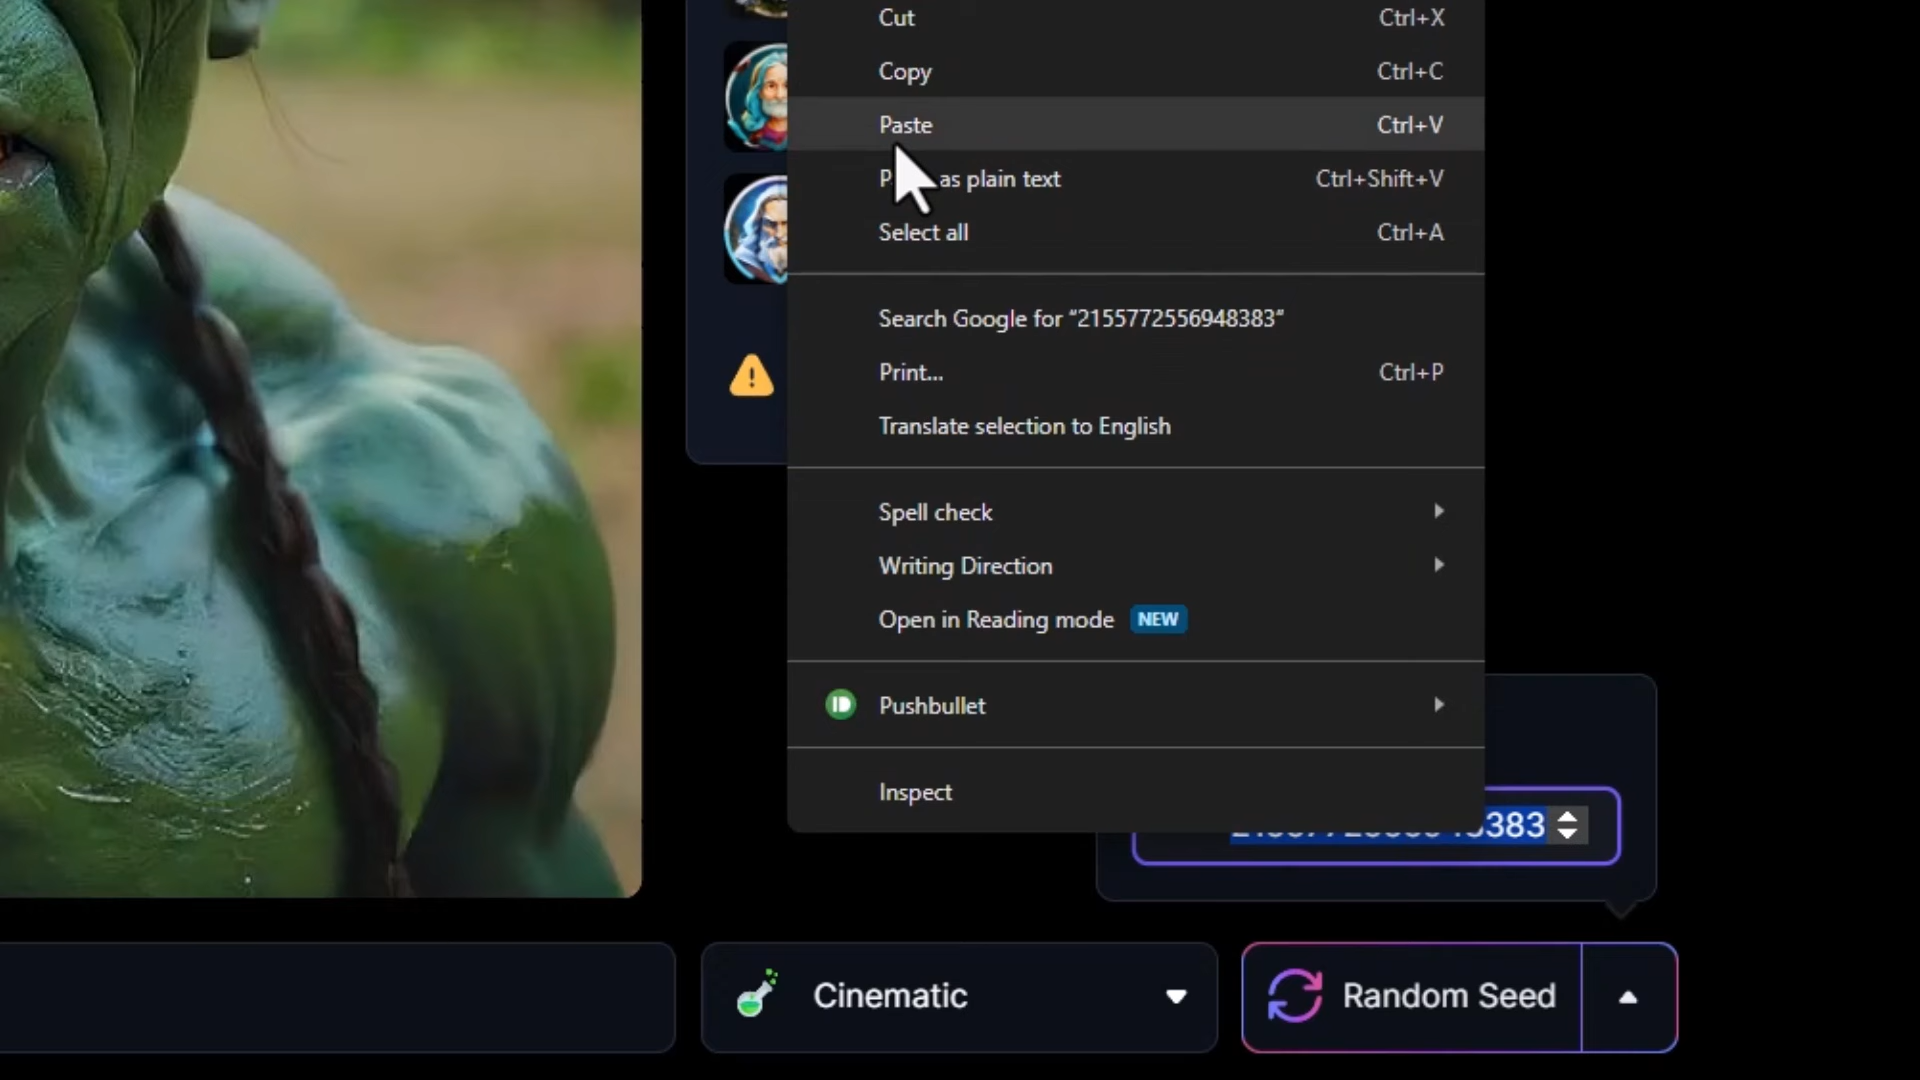 Cut Ctrl+X
Copy Ctrl+C
Paste Ctrl+V
as plain text Ctrl+Shift+V
Select all Ctrl+A
Search Google for “2155772556948383”
Print... Ctrl+P
Translate selection to English
Spell check
Writing Direction
Open in Reading mode NEW
Pushbullet
Inspect
383
Cinematic
Random Seed